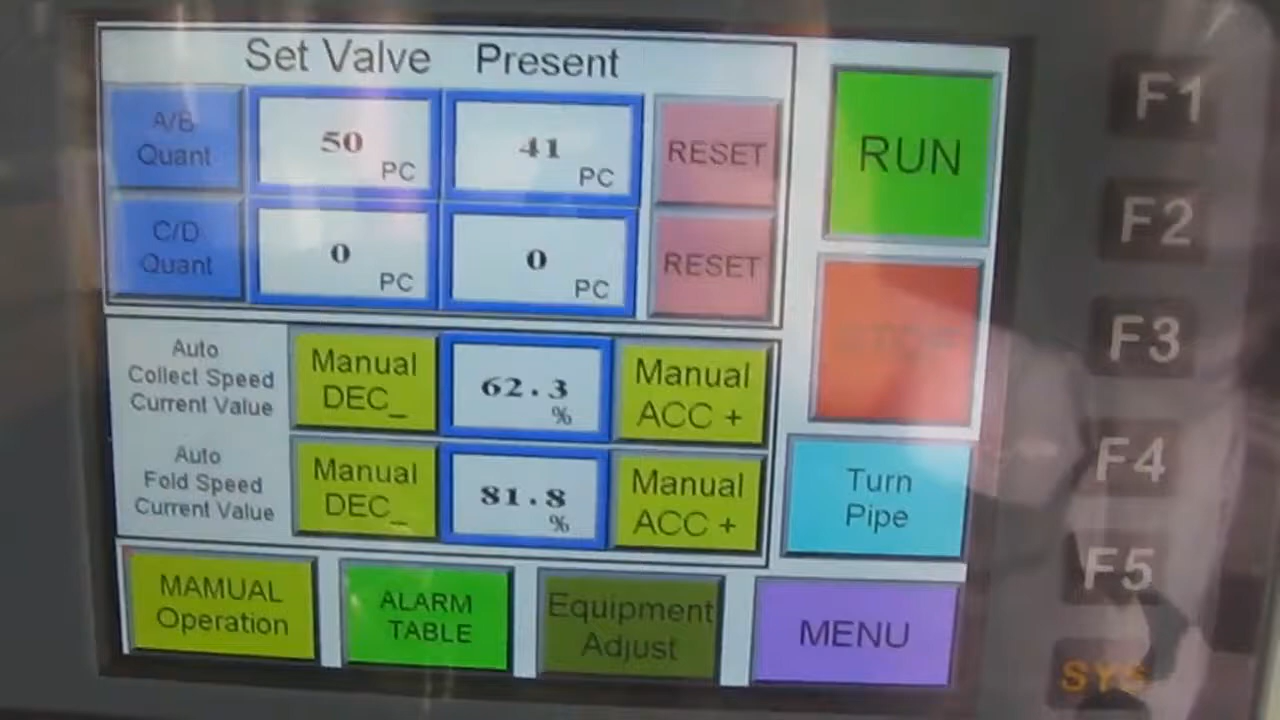 Set Valve Present
A/B
Quant
50
PC
41
PC
RESET
RUN
F1
C/D
Quant
0
PC
0
PC
RESET
F2
STOP
F3
Auto
Collect Speed
Current Value
Manual
DEC_
62.3
%
Manual
ACC +
Auto
Fold Speed
Current Value
Manual
DEC_
81.8
%
Manual
ACC +
Turn
Pipe
F4
F5
MAMUAL
Operation
ALARM
TABLE
Equipment
Adjust
MENU
SYS